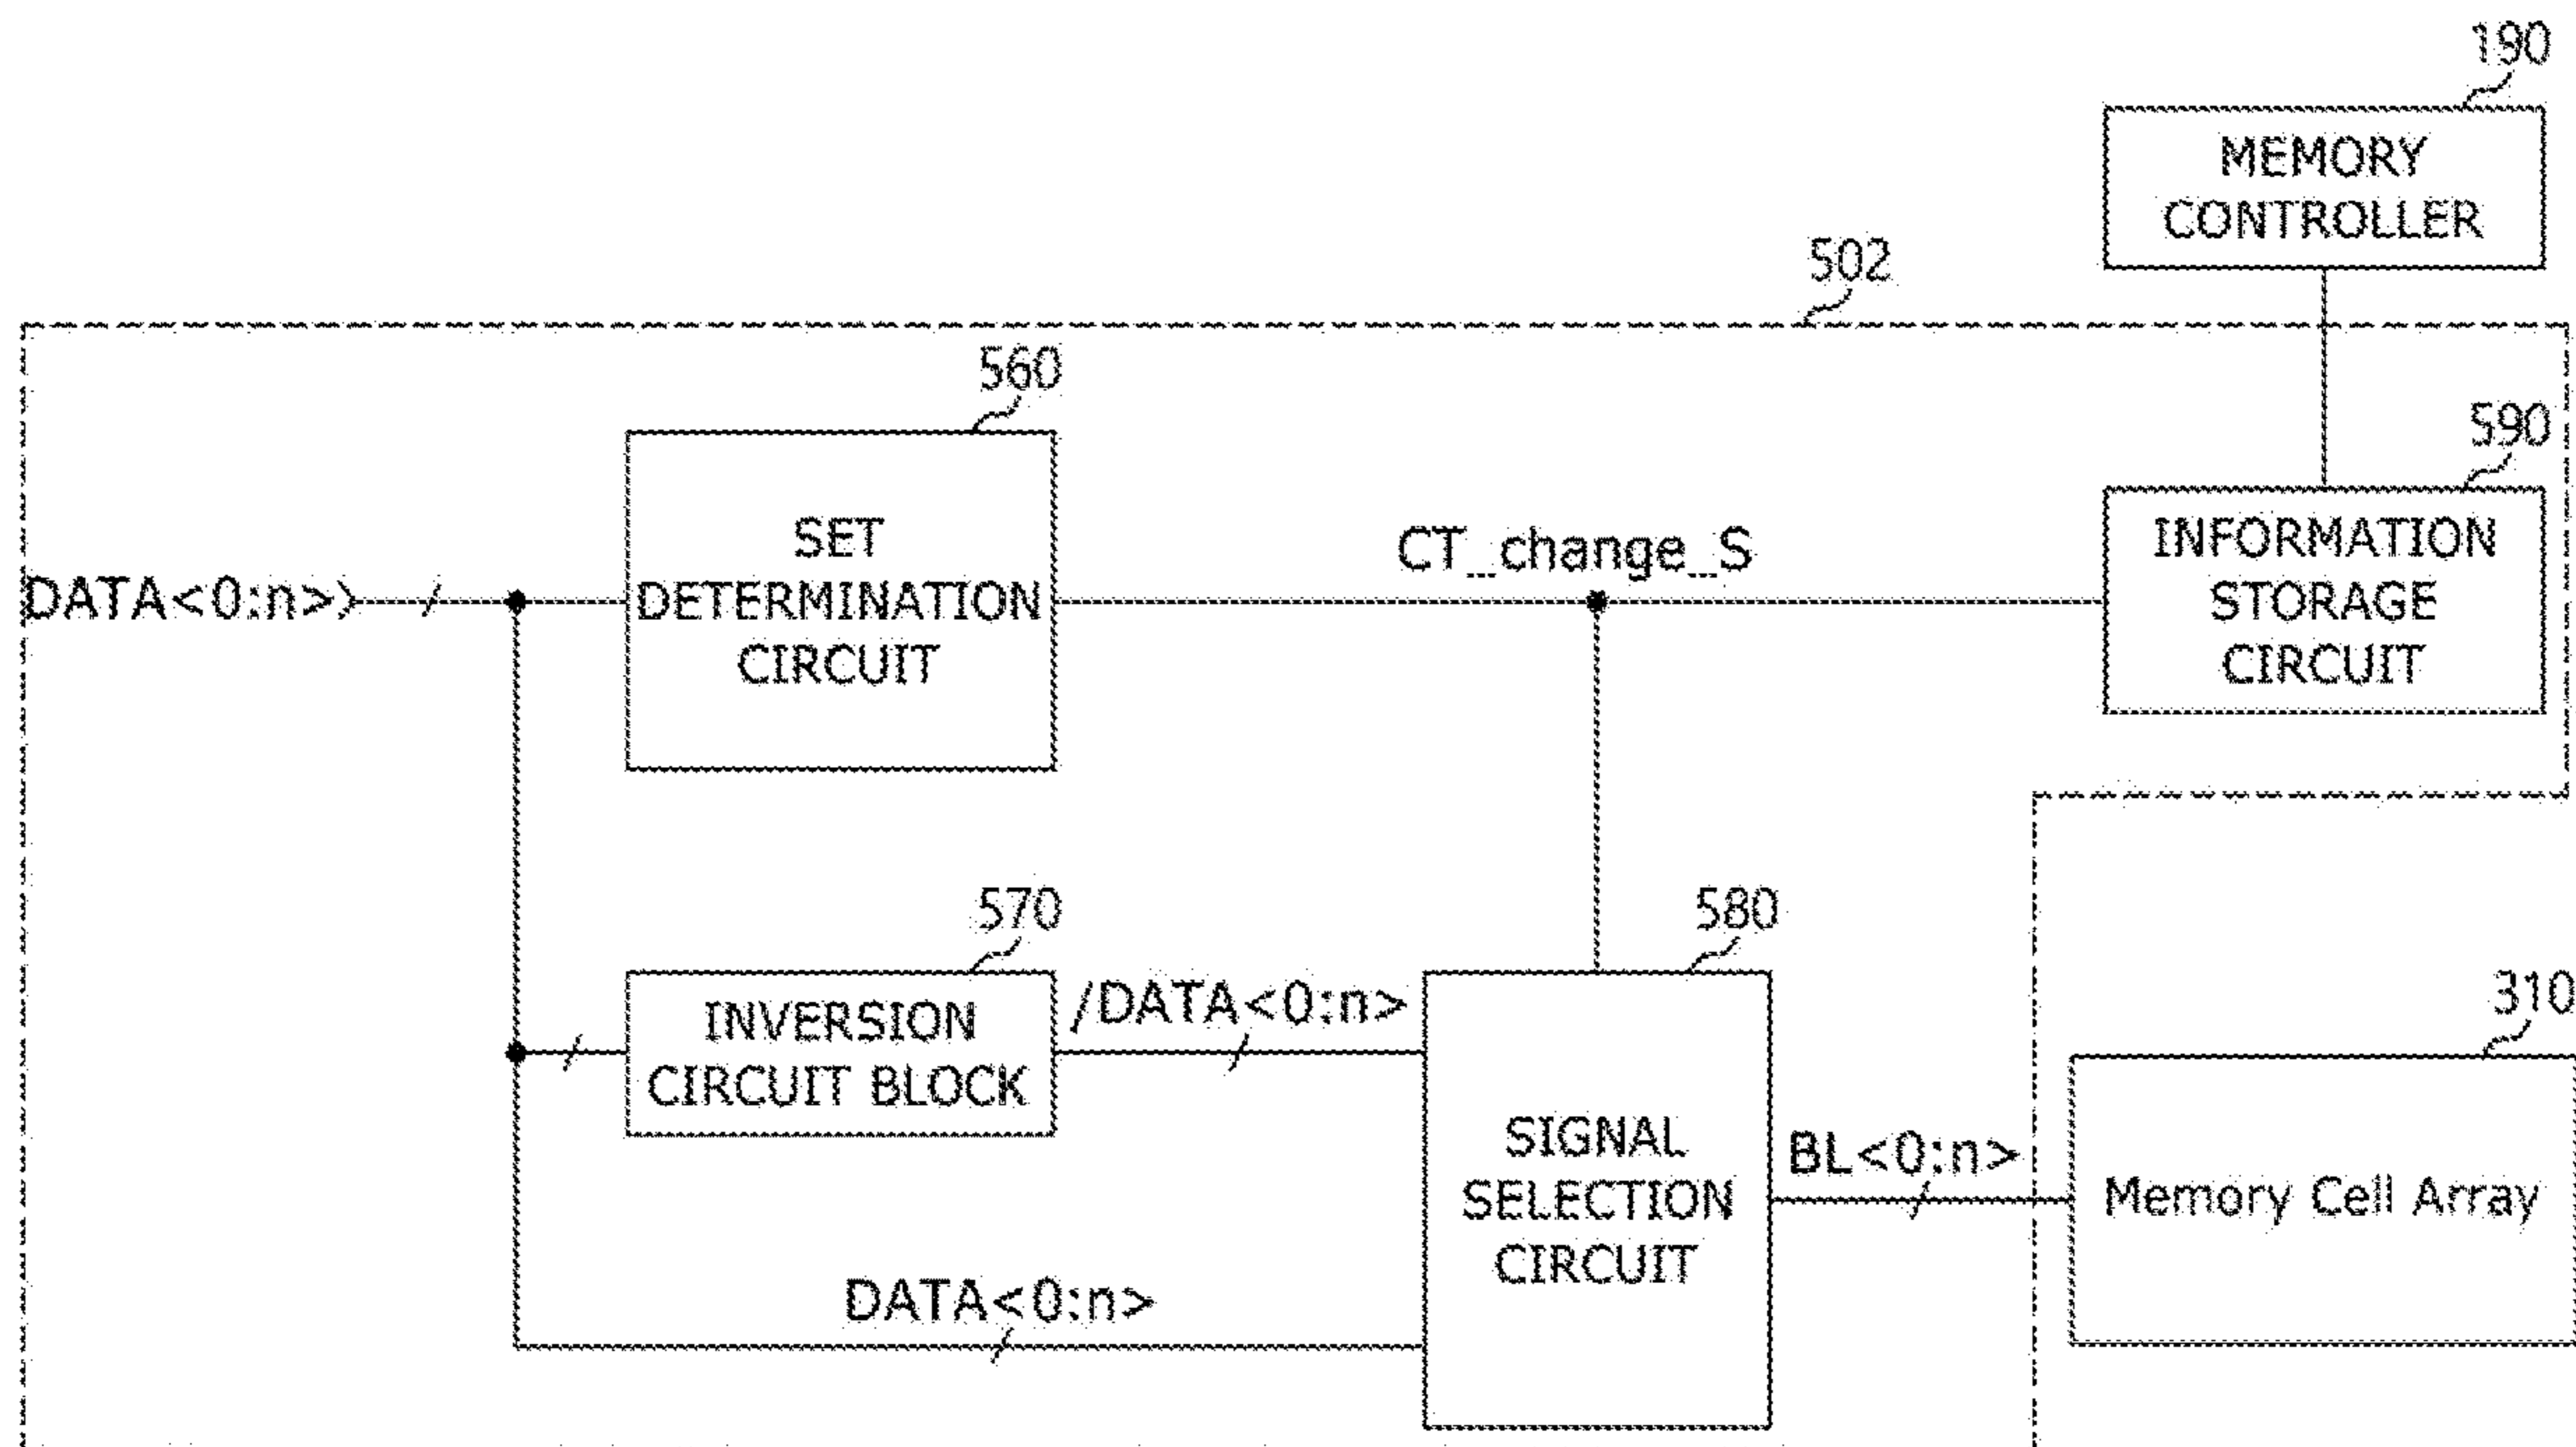 190
MEMORY
CONTROLLER
502
560
590
SET
DETERMINATION
CIRCUIT
CT_change_S
INFORMATION
STORAGE
CIRCUIT
DATA<0:n>
570
580
310
INVERSION
CIRCUIT BLOCK
/DATA<0:n>
SIGNAL
SELECTION
CIRCUIT
BL<0:n>
Memory Cell Array
DATA<0:n>